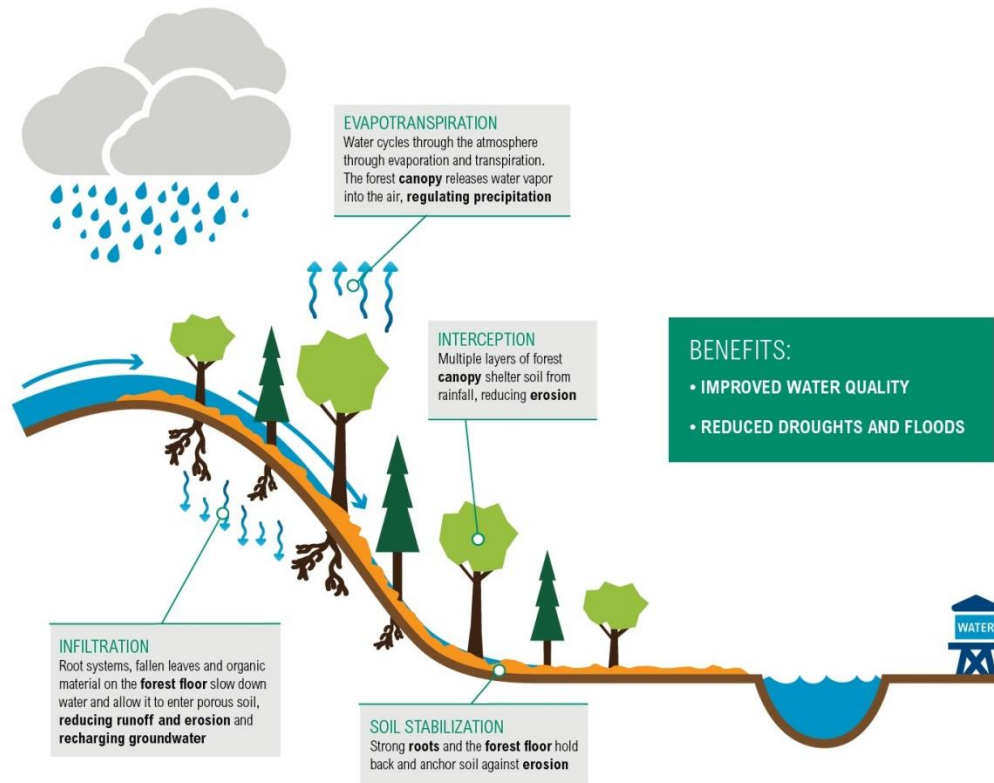 EVAPOTRANSPIRATION
Water cycles through the atmosphere
through evaporation and transpiration.
The forest canopy releases water vapor
into the air, regulating precipitation
INTERCEPTION
Multiple layers of forest
canopy shelter soil from
rainfall, reducing erosion
BENEFITS:
• IMPROVED WATER QUALITY
• REDUCED DROUGHTS AND FLOODS
WATER
INFILTRATION
Root systems, fallen leaves and organic
material on the forest floor slow down
water and allow it to enter porous soil,
reducing runoff and erosion and
recharging groundwater
SOIL STABILIZATION
Strong roots and the forest floor hold
back and anchor soil against erosion